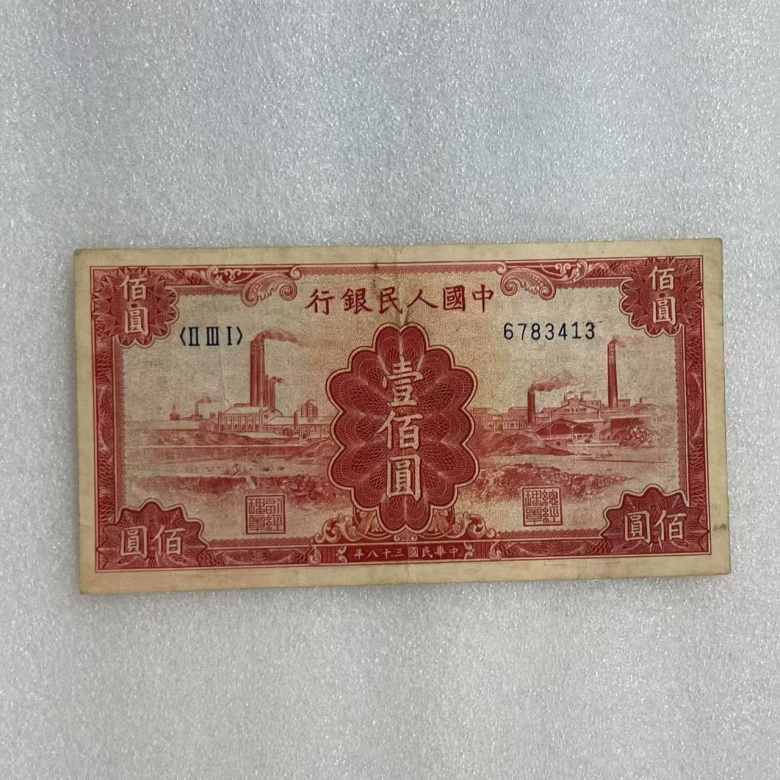 中國人民銀行
佰圓
佰圓
〈II III I〉
6783413
壹佰圓
佰圓
佰圓
中華民國三十八年